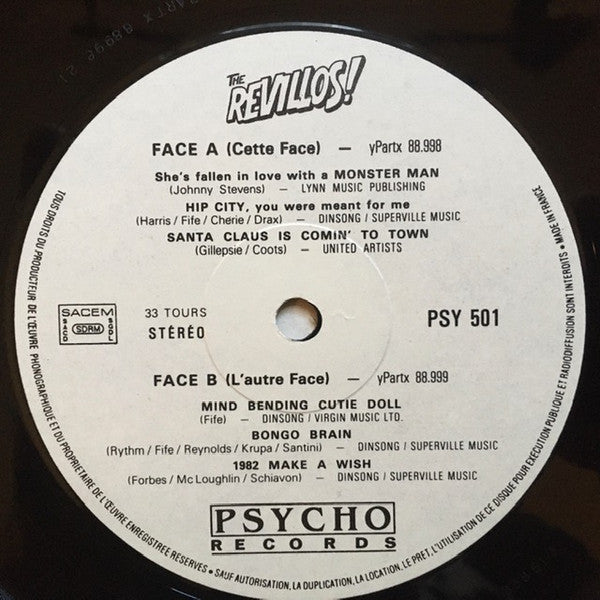 THE
REVILLOS!
FACE A (Cette Face) — yPartx 88.998
She's fallen in love with a MONSTER MAN
(Johnny Stevens) — LYNN MUSIC PUBLISHING
HIP CITY, you were meant for me
(Harris / Fife / Cherie / Drax) — DINSONG / SUPERVILLE MUSIC
SANTA CLAUS IS COMIN' TO TOWN
(Gillepsie / Coots) — UNITED ARTISTS
SACEM
SACD SDRM SGDL
33 TOURS
STÉRÉO
PSY 501
FACE B (L'autre Face) — yPartx 88.999
MIND BENDING CUTIE DOLL
(Fife) — DINSONG / VIRGIN MUSIC LTD.
BONGO BRAIN
(Rythm / Fife / Reynolds / Krupa / Santini) — DINSONG / SUPERVILLE MUSIC
1982 MAKE A WISH
(Forbes / Mc Loughlin / Schiavon) — DINSONG / SUPERVILLE MUSIC
PSYCHO
RECORDS
TOUS DROITS DU PRODUCTEUR DE L'ŒUVRE PHONOGRAPHIQUE ET DU PROPRIETAIRE DE L'ŒUVRE ENREGISTREE RESERVES • SAUF AUTORISATION, LA DUPLICATION, LA LOCATION, LE PRET, L'UTILISATION DE CE DISQUE POUR EXÉCUTION PUBLIQUE ET RADIODIFFUSION SONT INTERDITS • MADE IN FRANCE •